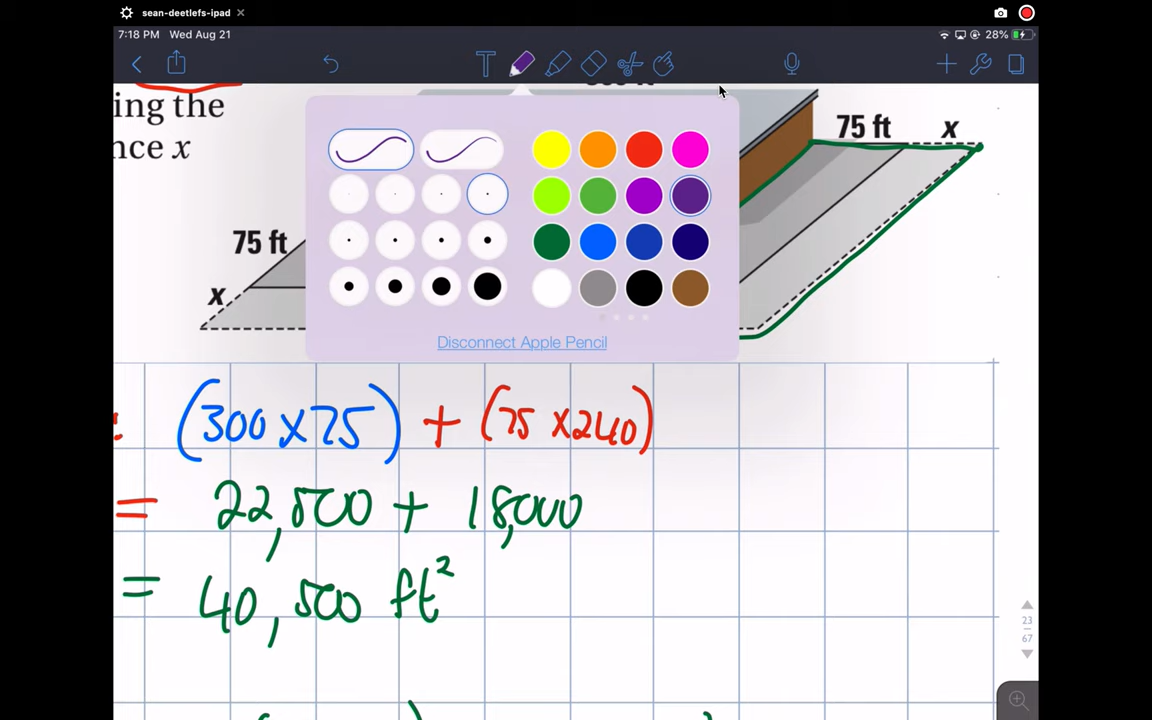 sean-deetlefs-ipad
7:18 PM Wed Aug 21
28%
T
ing the
nce x
75 ft x
75 ft
x
Disconnect Apple Pencil
(300 x 75) + (75 x 240)
= 22,500 + 18,000
= 40,500 ft²
23
67